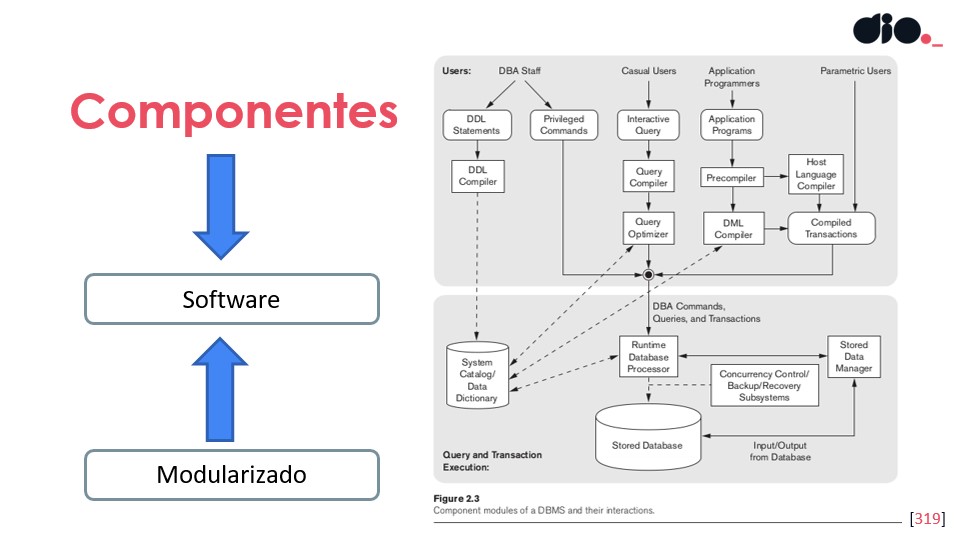 dio._
Componentes
Software
Modularizado
Users:
DBA Staff
Casual Users
Application
Programmers
Parametric Users
DDL
Statements
Privileged
Commands
Interactive
Query
Application
Programs
DDL
Compiler
Query
Compiler
Precompiler
Host
Language
Compiler
Query
Optimizer
DML
Compiler
Compiled
Transactions
DBA Commands,
Queries, and Transactions
System
Catalog/
Data
Dictionary
Runtime
Database
Processor
Stored
Data
Manager
Concurrency Control/
Backup/Recovery
Subsystems
Stored Database
Input/Output
from Database
Query and Transaction
Execution:
Figure 2.3
Component modules of a DBMS and their interactions.
[319]